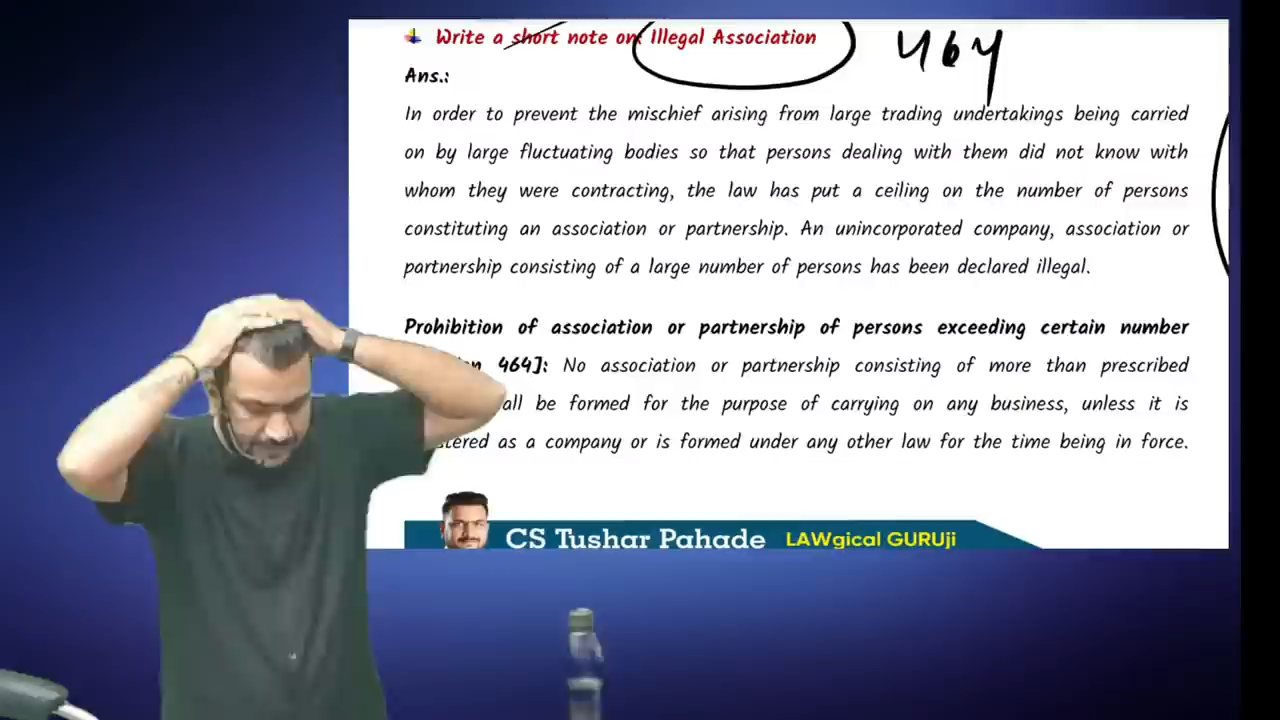 Write a short note on: Illegal Association 464
Ans.:
In order to prevent the mischief arising from large trading undertakings being carried
on by large fluctuating bodies so that persons dealing with them did not know with
whom they were contracting, the law has put a ceiling on the number of persons
constituting an association or partnership. An unincorporated company, association or
partnership consisting of a large number of persons has been declared illegal.
Prohibition of association or partnership of persons exceeding certain number
464]: No association or partnership consisting of more than prescribed
be formed for the purpose of carrying on any business, unless it is
as a company or is formed under any other law for the time being in force.
CS Tushar Pahade LAWgical GURUji